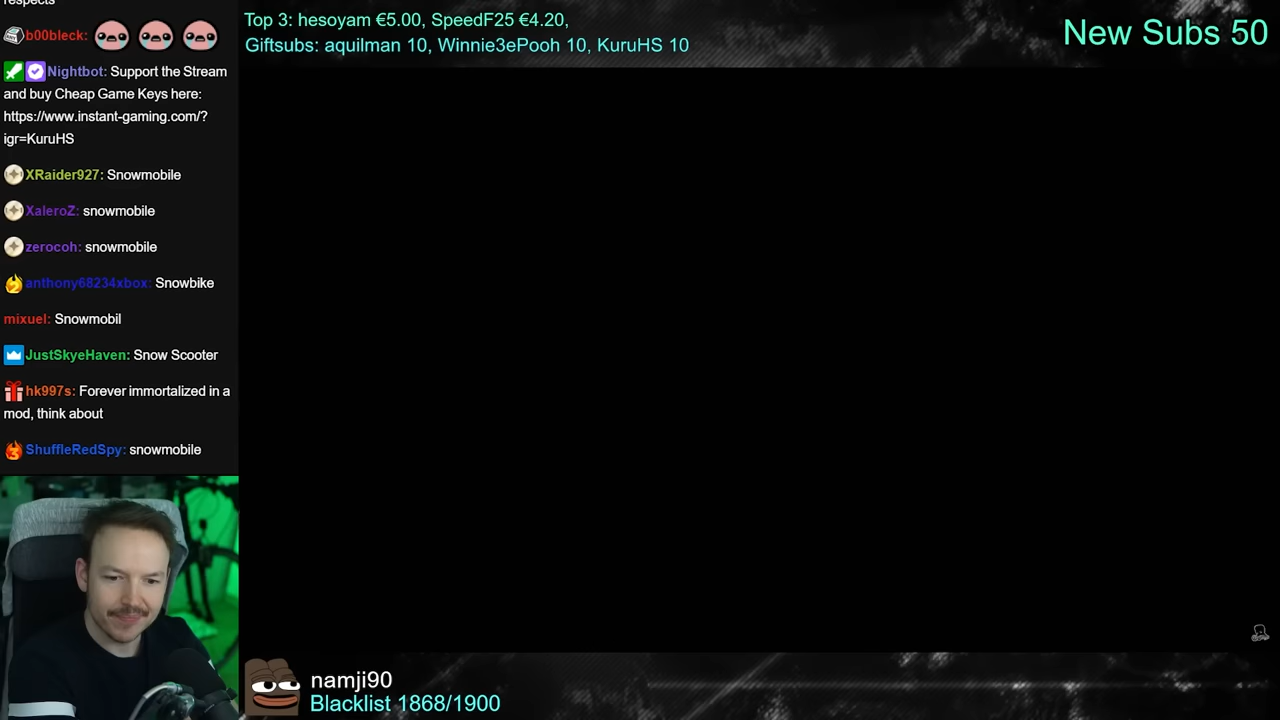 respects
b00bleck:
Nightbot: Support the Stream
and buy Cheap Game Keys here:
https://www.instant-gaming.com/?
igr=KuruHS
XRaider927: Snowmobile
XaleroZ: snowmobile
zerocoh: snowmobile
anthony68234xbox: Snowbike
mixuel: Snowmobil
JustSkyeHaven: Snow Scooter
hk997s: Forever immortalized in a
mod, think about
ShuffleRedSpy: snowmobile
Top 3: hesoyam €5.00, SpeedF25 €4.20,
Giftsubs: aquilman 10, Winnie3ePooh 10, KuruHS 10
New Subs 50
namji90
Blacklist 1868/1900